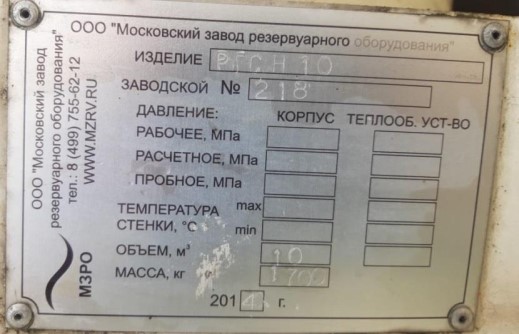 ООО "Московский завод резервуарного оборудования"
ИЗДЕЛИЕ РГСН 10
ЗАВОДСКОЙ № 218
ДАВЛЕНИЕ: КОРПУС ТЕПЛООБ. УСТ-ВО
РАБОЧЕЕ, МПа
РАСЧЕТНОЕ, МПа
ПРОБНОЕ, МПа
ТЕМПЕРАТУРА max
СТЕНКИ, °С min
ОБЪЕМ, м³ 10
МАССА, кг 1700
2014 г.
ООО "Московский завод
резервуарного оборудования"
тел.: 8 (499) 755-62-12
WWW.MZRV.RU
МЗРО